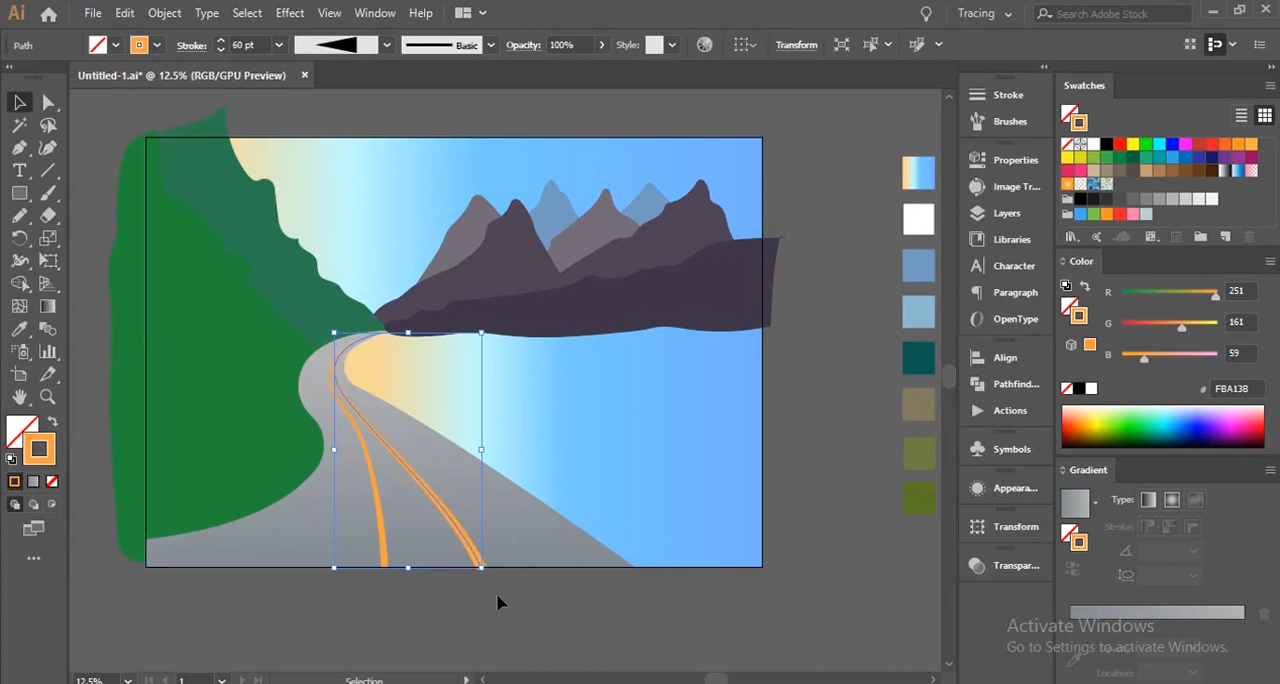 Ai File Edit Object Type Select Effect View Window Help Tracing Search Adobe Stock
Path Stroke: 60 pt Basic Opacity: 100% Style: Transform
Untitled-1.ai* @ 12.5% (RGB/GPU Preview) ×
Stroke
Brushes
Properties
Image Tr...
Layers
Libraries
Character
Paragraph
OpenType
Align
Pathfind...
Actions
Symbols
Appeara...
Transform
Transpar...
Swatches
Color
R 251
G 161
B 59
# FBA13B
Gradient
Type:
Stroke:
Location:
Activate Windows
Go to Settings to activate Windows.
12.5% 1 Selection